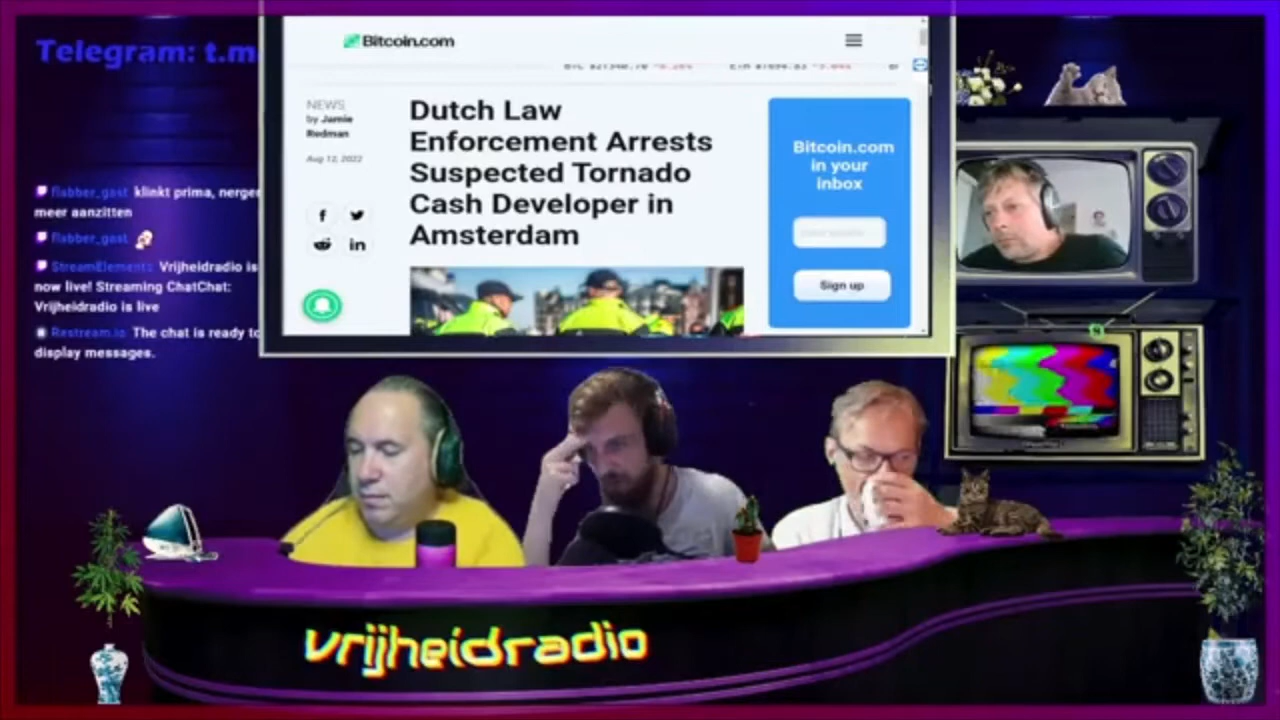 Telegram: t.m
Bitcoin.com
NEWS
by Jamie
Redman
Aug 12, 2022
Dutch Law
Enforcement Arrests
Suspected Tornado
Cash Developer in
Amsterdam
Bitcoin.com
in your
inbox
Sign up
flabber_gast klinkt prima, nerge
meer aanzitten
flabber_gast
StreamElements Vrijheidradio is
now live! Streaming ChatChat:
Vrijheidradio is live
Restream.io The chat is ready to
display messages.
vrijheidradio